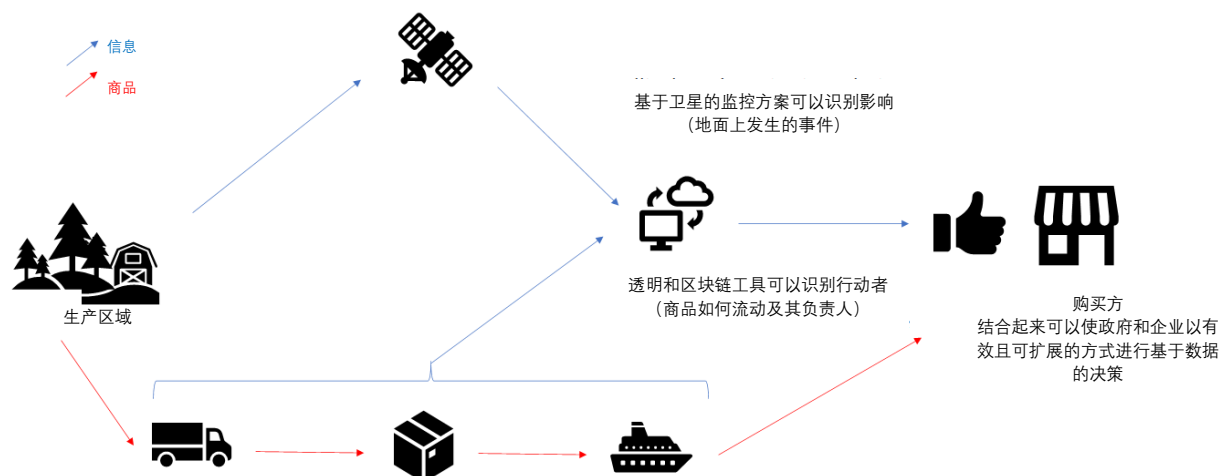 信息
商品
基于卫星的监控方案可以识别影响
(地面上发生的事件)
透明和区块链工具可以识别行动者
(商品如何流动及其负责人)
生产区域
购买方
结合起来可以使政府和企业以有
效且可扩展的方式进行基于数据
的决策